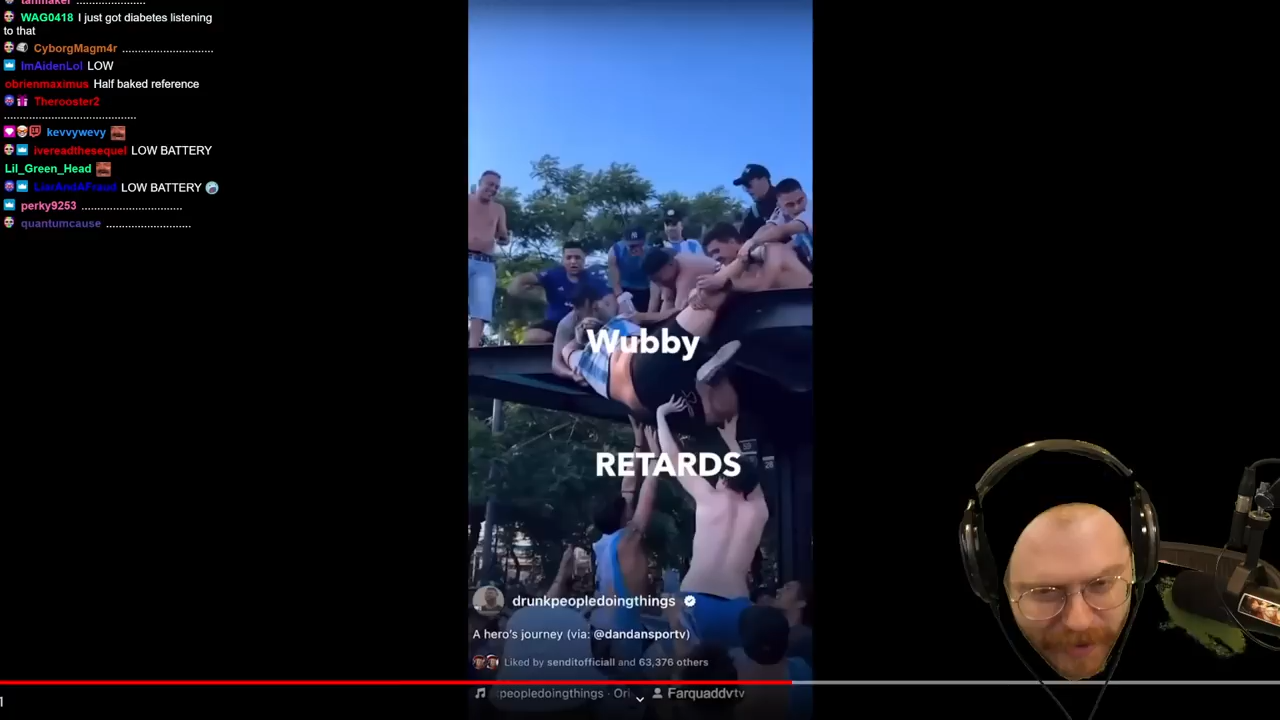 WAG0418 I just got diabetes listening
to that
CyborgMagm4r ..........................
ImAidenLol LOW
obrienmaximus Half baked reference
Therooster2
......................................
kevvywevy
ivereadthesequel LOW BATTERY
Lil_Green_Head
LiarAndAFraud LOW BATTERY
perky9253 .............................
quantumcause ........................
Wubby
RETARDS
drunkpeopledoingthings
A hero's journey (via: @dandansportv)
Liked by senditofficiall and 63,376 others
peopledoingthings · Ori
Farquaddvtv